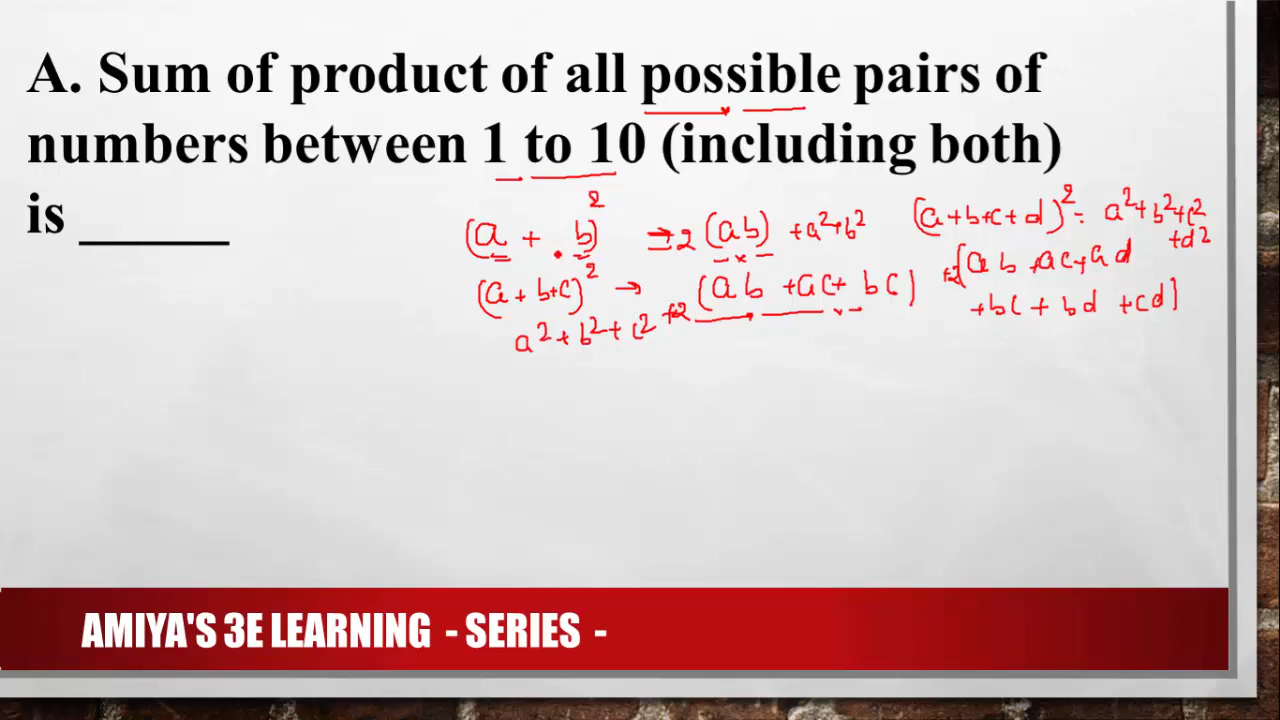 A. Sum of product of all possible pairs of
numbers between 1 to 10 (including both)
is ______
(a + b)² ⇒ 2 (ab) + a² + b²
(a + b + c)² → (ab + ac + bc)
a² + b² + c² + 2
(a + b + c + d)² = a² + b² + c²
+ d²
+2[ab + ac + ad
+ bc + bd + cd]
AMIYA'S 3E LEARNING - SERIES -